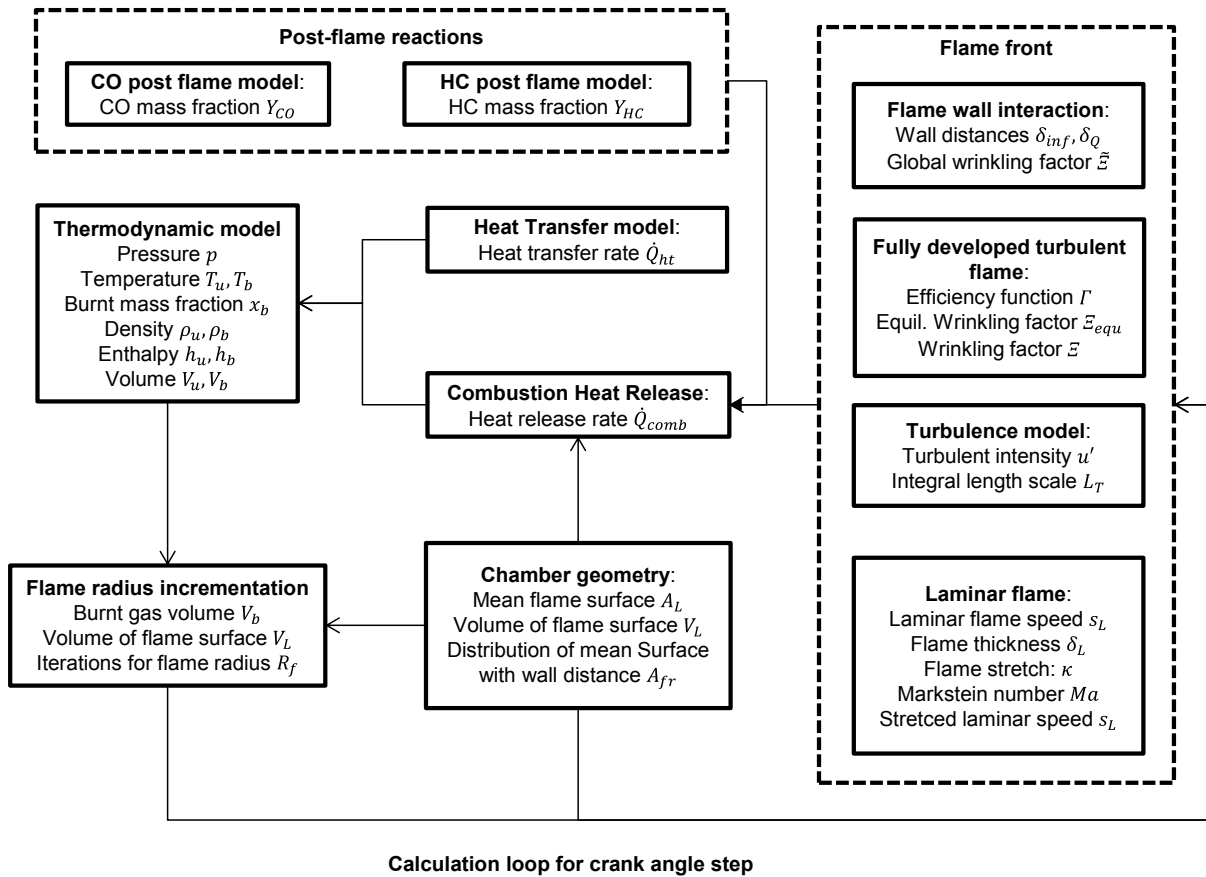 Post-flame reactions
CO post flame model:
CO mass fraction Y_CO
HC post flame model:
HC mass fraction Y_HC
Thermodynamic model
Pressure p
Temperature T_u, T_b
Burnt mass fraction x_b
Density ρ_u, ρ_b
Enthalpy h_u, h_b
Volume V_u, V_b
Heat Transfer model:
Heat transfer rate Q̇_ht
Combustion Heat Release:
Heat release rate Q̇_comb
Flame radius incrementation
Burnt gas volume V_b
Volume of flame surface V_L
Iterations for flame radius R_f
Chamber geometry:
Mean flame surface A_L
Volume of flame surface V_L
Distribution of mean Surface
with wall distance A_fr
Flame front
Flame wall interaction:
Wall distances δ_inf, δ_Q
Global wrinkling factor Ξ̃
Fully developed turbulent
flame:
Efficiency function Γ
Equil. Wrinkling factor Ξ_equ
Wrinkling factor Ξ
Turbulence model:
Turbulent intensity u′
Integral length scale L_T
Laminar flame:
Laminar flame speed s_L
Flame thickness δ_L
Flame stretch: κ
Markstein number Ma
Stretced laminar speed s_L
Calculation loop for crank angle step